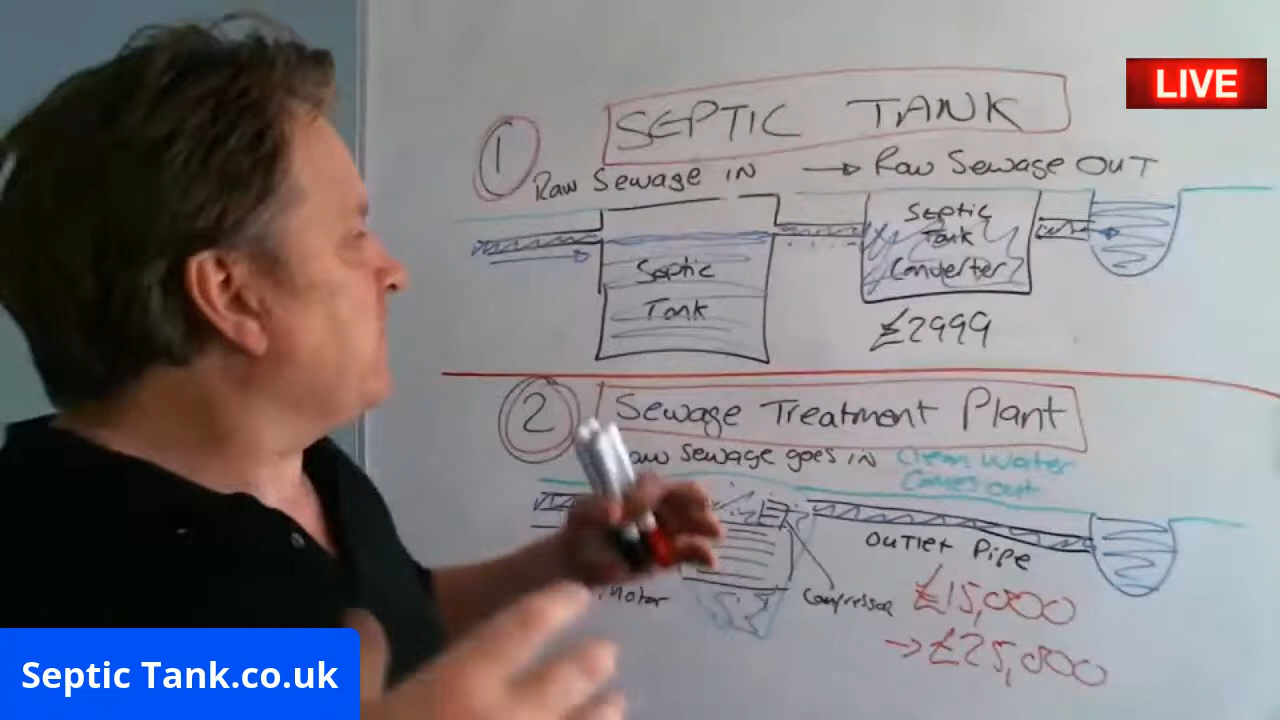 LIVE
SEPTIC TANK
1
Raw Sewage IN → Raw Sewage OUT
Septic
Tank
Converter
Septic
Tank
£2999
2
Sewage Treatment Plant
Sewage goes in Clean Water
Comes out
Outlet Pipe
Motor
Compressor
£15,000
→ £25,000
Septic Tank.co.uk